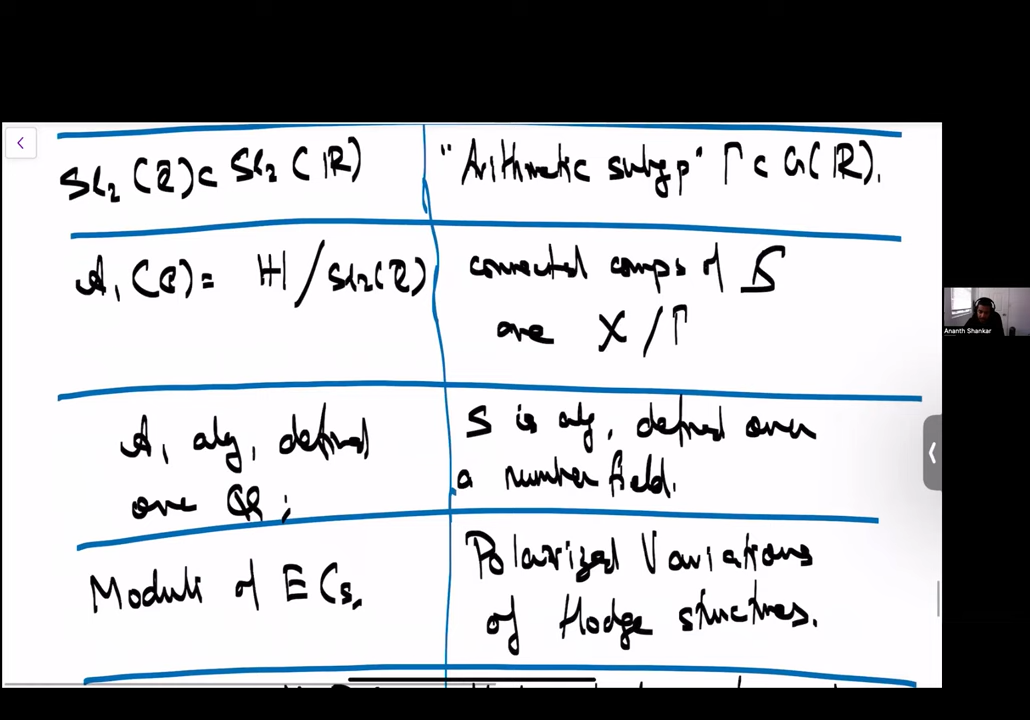 SL₂(ℤ) ⊂ SL₂(ℝ)
"Arithmetic subgp" Γ ⊂ G(ℝ).
𝒜₁(ℂ) = ℍ/SL₂(ℤ)
connected comps of S
are X/Γ
𝒜₁ alg, defined
over ℚ;
S is alg, defined over
a number field.
Moduli of ECs.
Polarized Variations
of Hodge structures.
Ananth Shankar